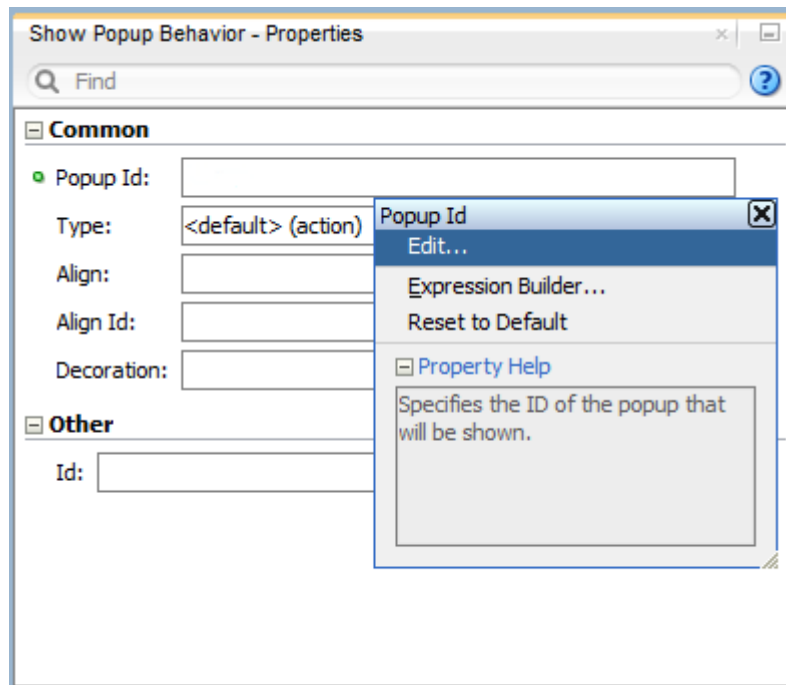 Show Popup Behavior - Properties
Find
Common
Popup Id:
Type: <default> (action)
Align:
Align Id:
Decoration:
Other
Id:
Popup Id
Edit...
Expression Builder...
Reset to Default
Property Help
Specifies the ID of the popup that
will be shown.